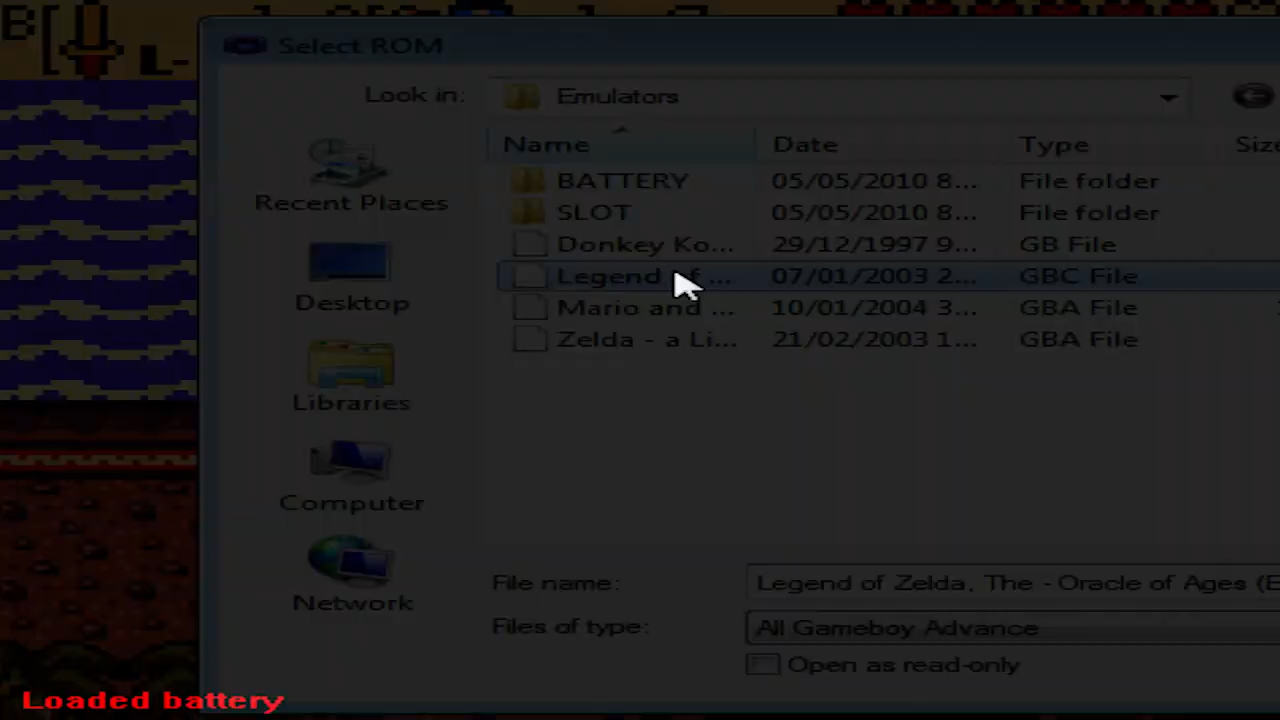 B
L-
Select ROM
Look in: Emulators
Name Date Type Size
BATTERY 05/05/2010 8... File folder
SLOT 05/05/2010 8... File folder
Donkey Ko... 29/12/1997 9... GB File
Legend of ... 07/01/2003 2... GBC File
Mario and ... 10/01/2004 3... GBA File
Zelda - a Li... 21/02/2003 1... GBA File
Recent Places
Desktop
Libraries
Computer
Network
File name: Legend of Zelda, The - Oracle of Ages (E
Files of type: All Gameboy Advance
Open as read-only
Loaded battery